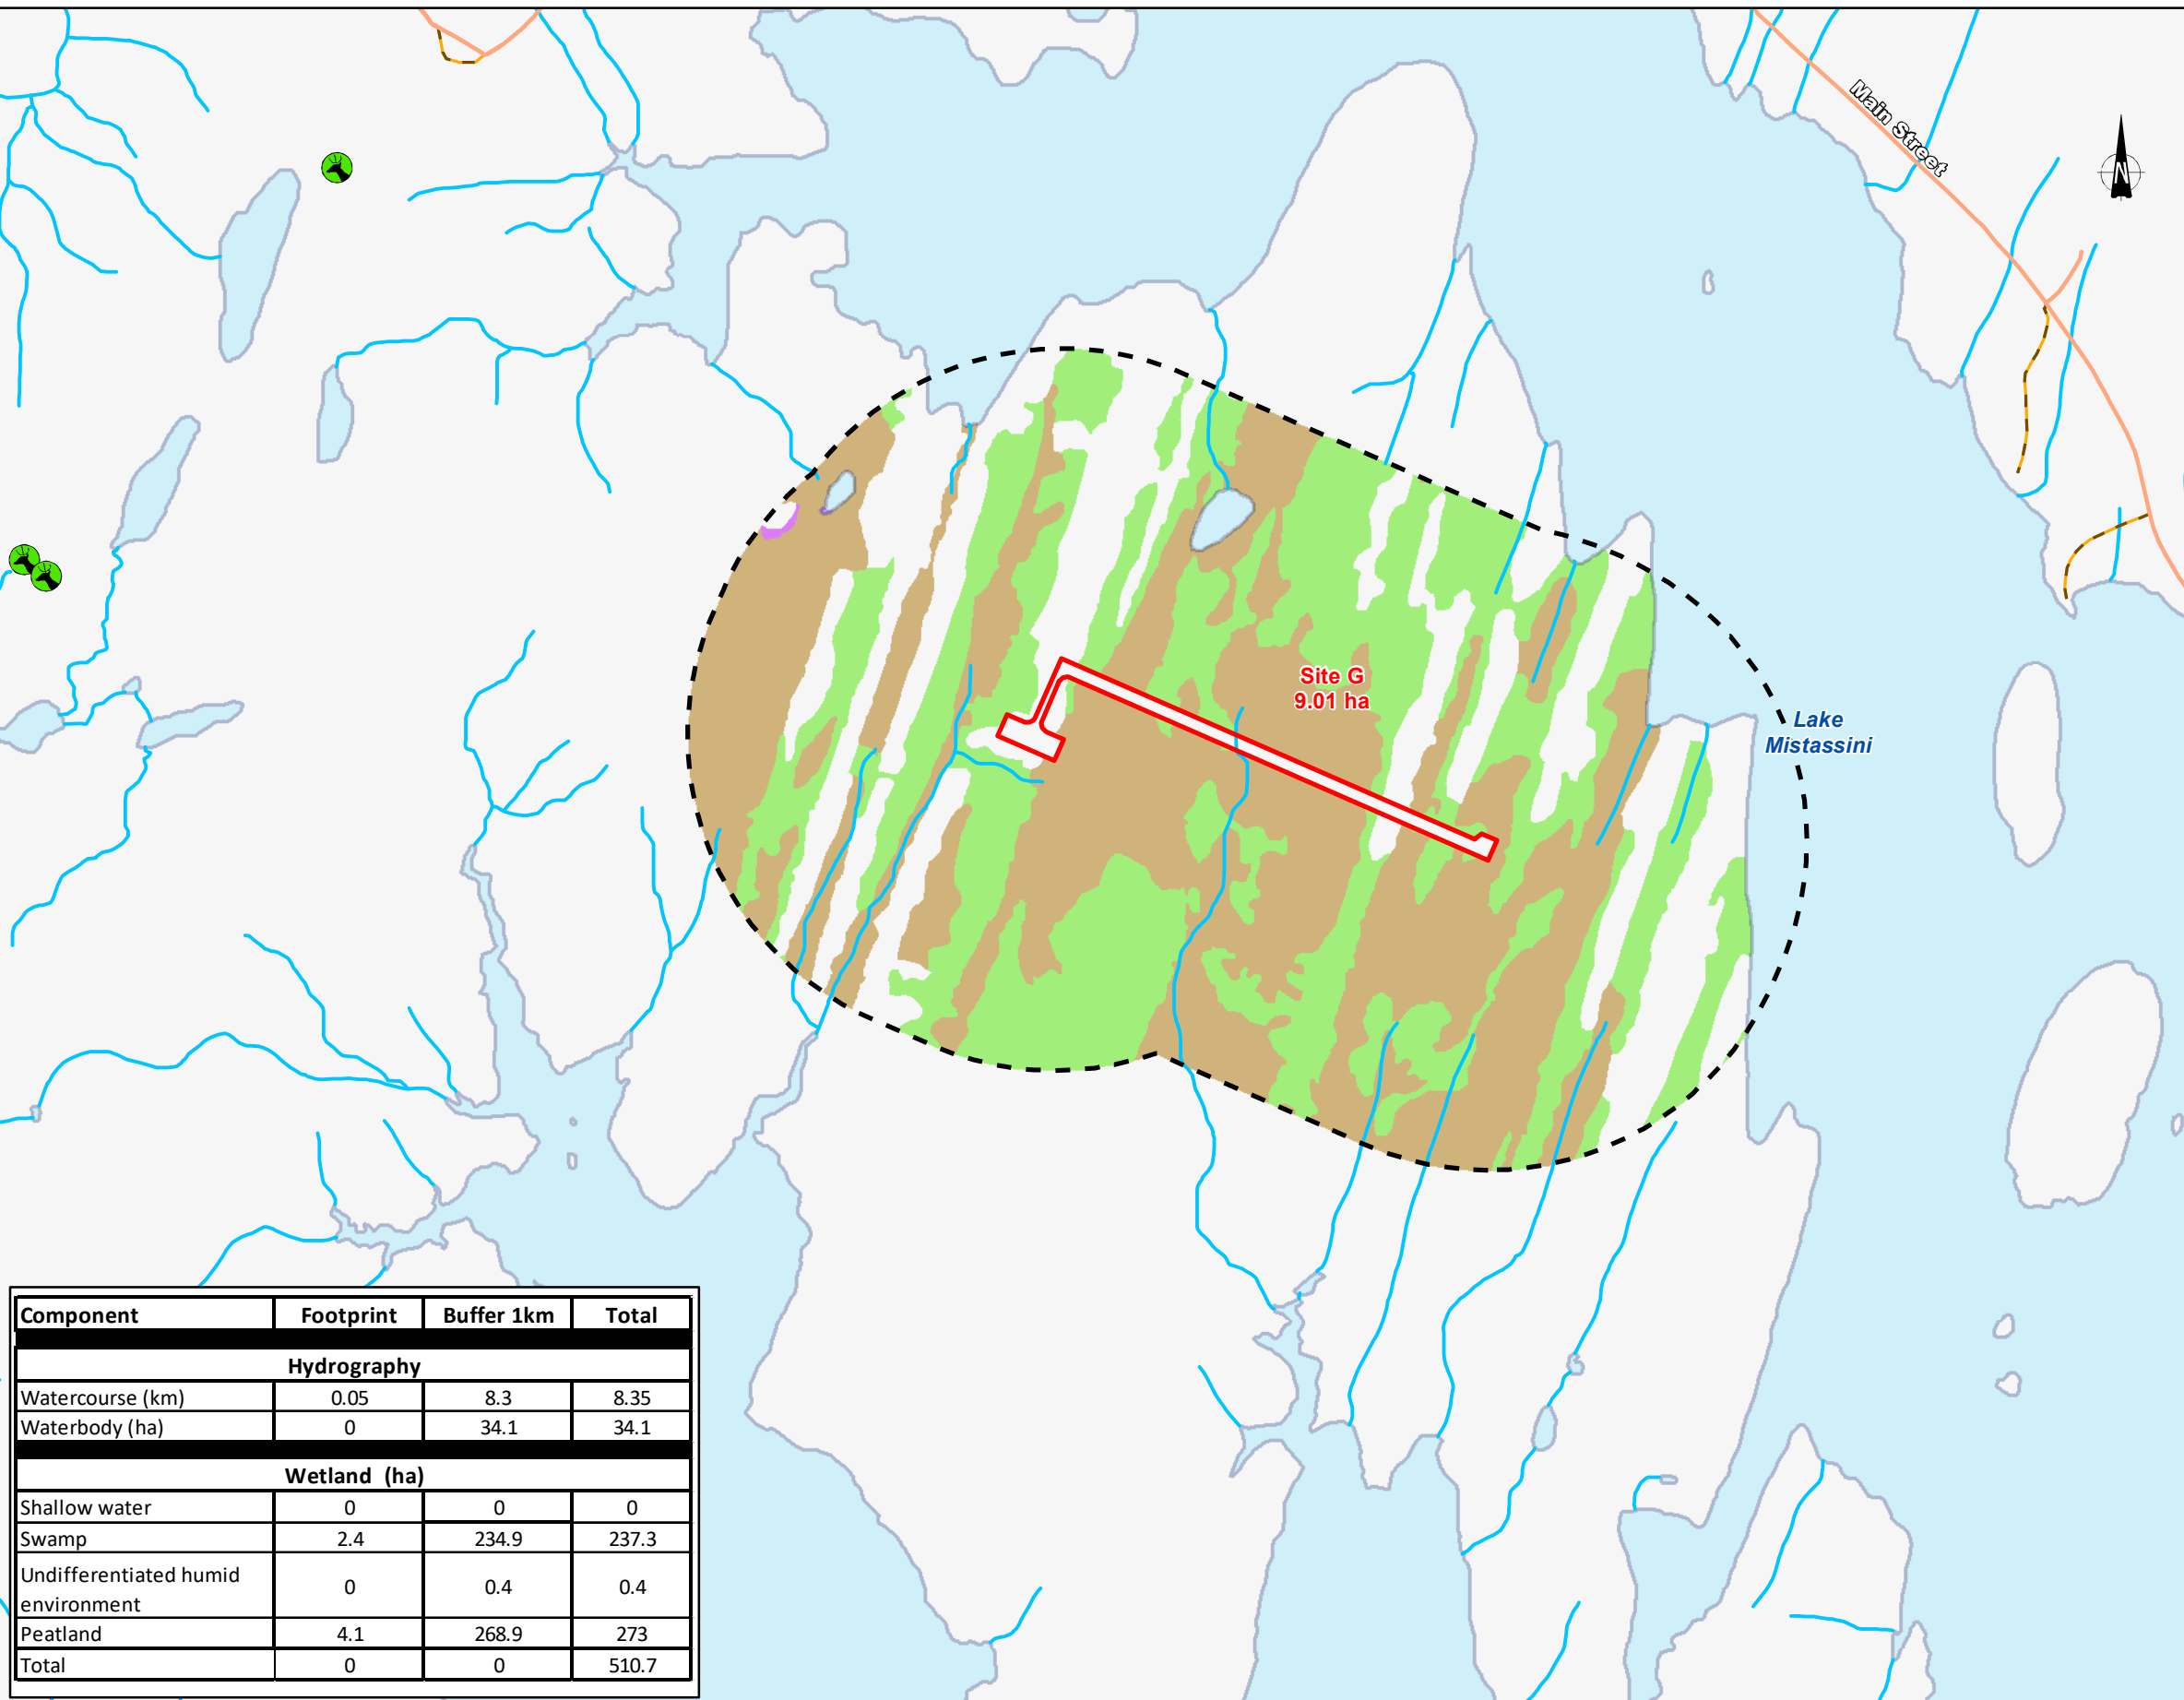 Main Street
N
Site G
9.01 ha
Lake
Mistassini
Component Footprint Buffer 1km Total
Hydrography
Watercourse (km) 0.05 8.3 8.35
Waterbody (ha) 0 34.1 34.1
Wetland (ha)
Shallow water 0 0 0
Swamp 2.4 234.9 237.3
Undifferentiated humid
environment 0 0.4 0.4
Peatland 4.1 268.9 273
Total 0 0 510.7